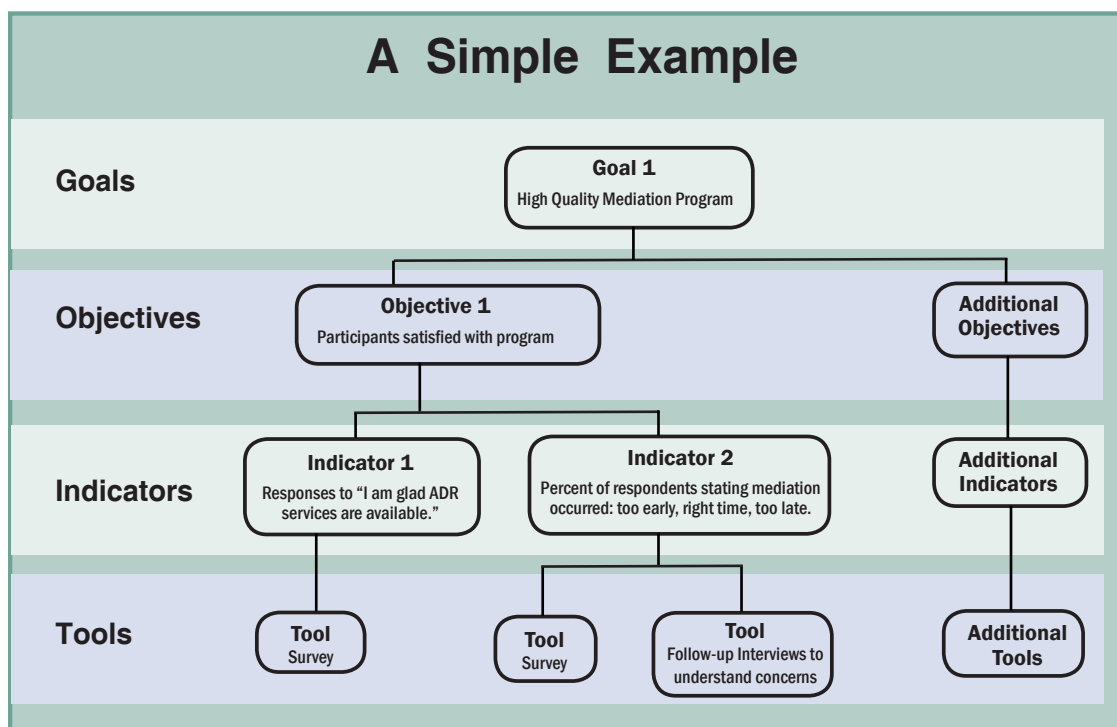 A Simple Example
Goals
Goal 1
High Quality Mediation Program
Objectives
Objective 1
Participants satisfied with program
Additional
Objectives
Indicators
Indicator 1
Responses to “I am glad ADR
services are available.”
Indicator 2
Percent of respondents stating mediation
occurred: too early, right time, too late.
Additional
Indicators
Tools
Tool
Survey
Tool
Survey
Tool
Follow-up Interviews to
understand concerns
Additional
Tools